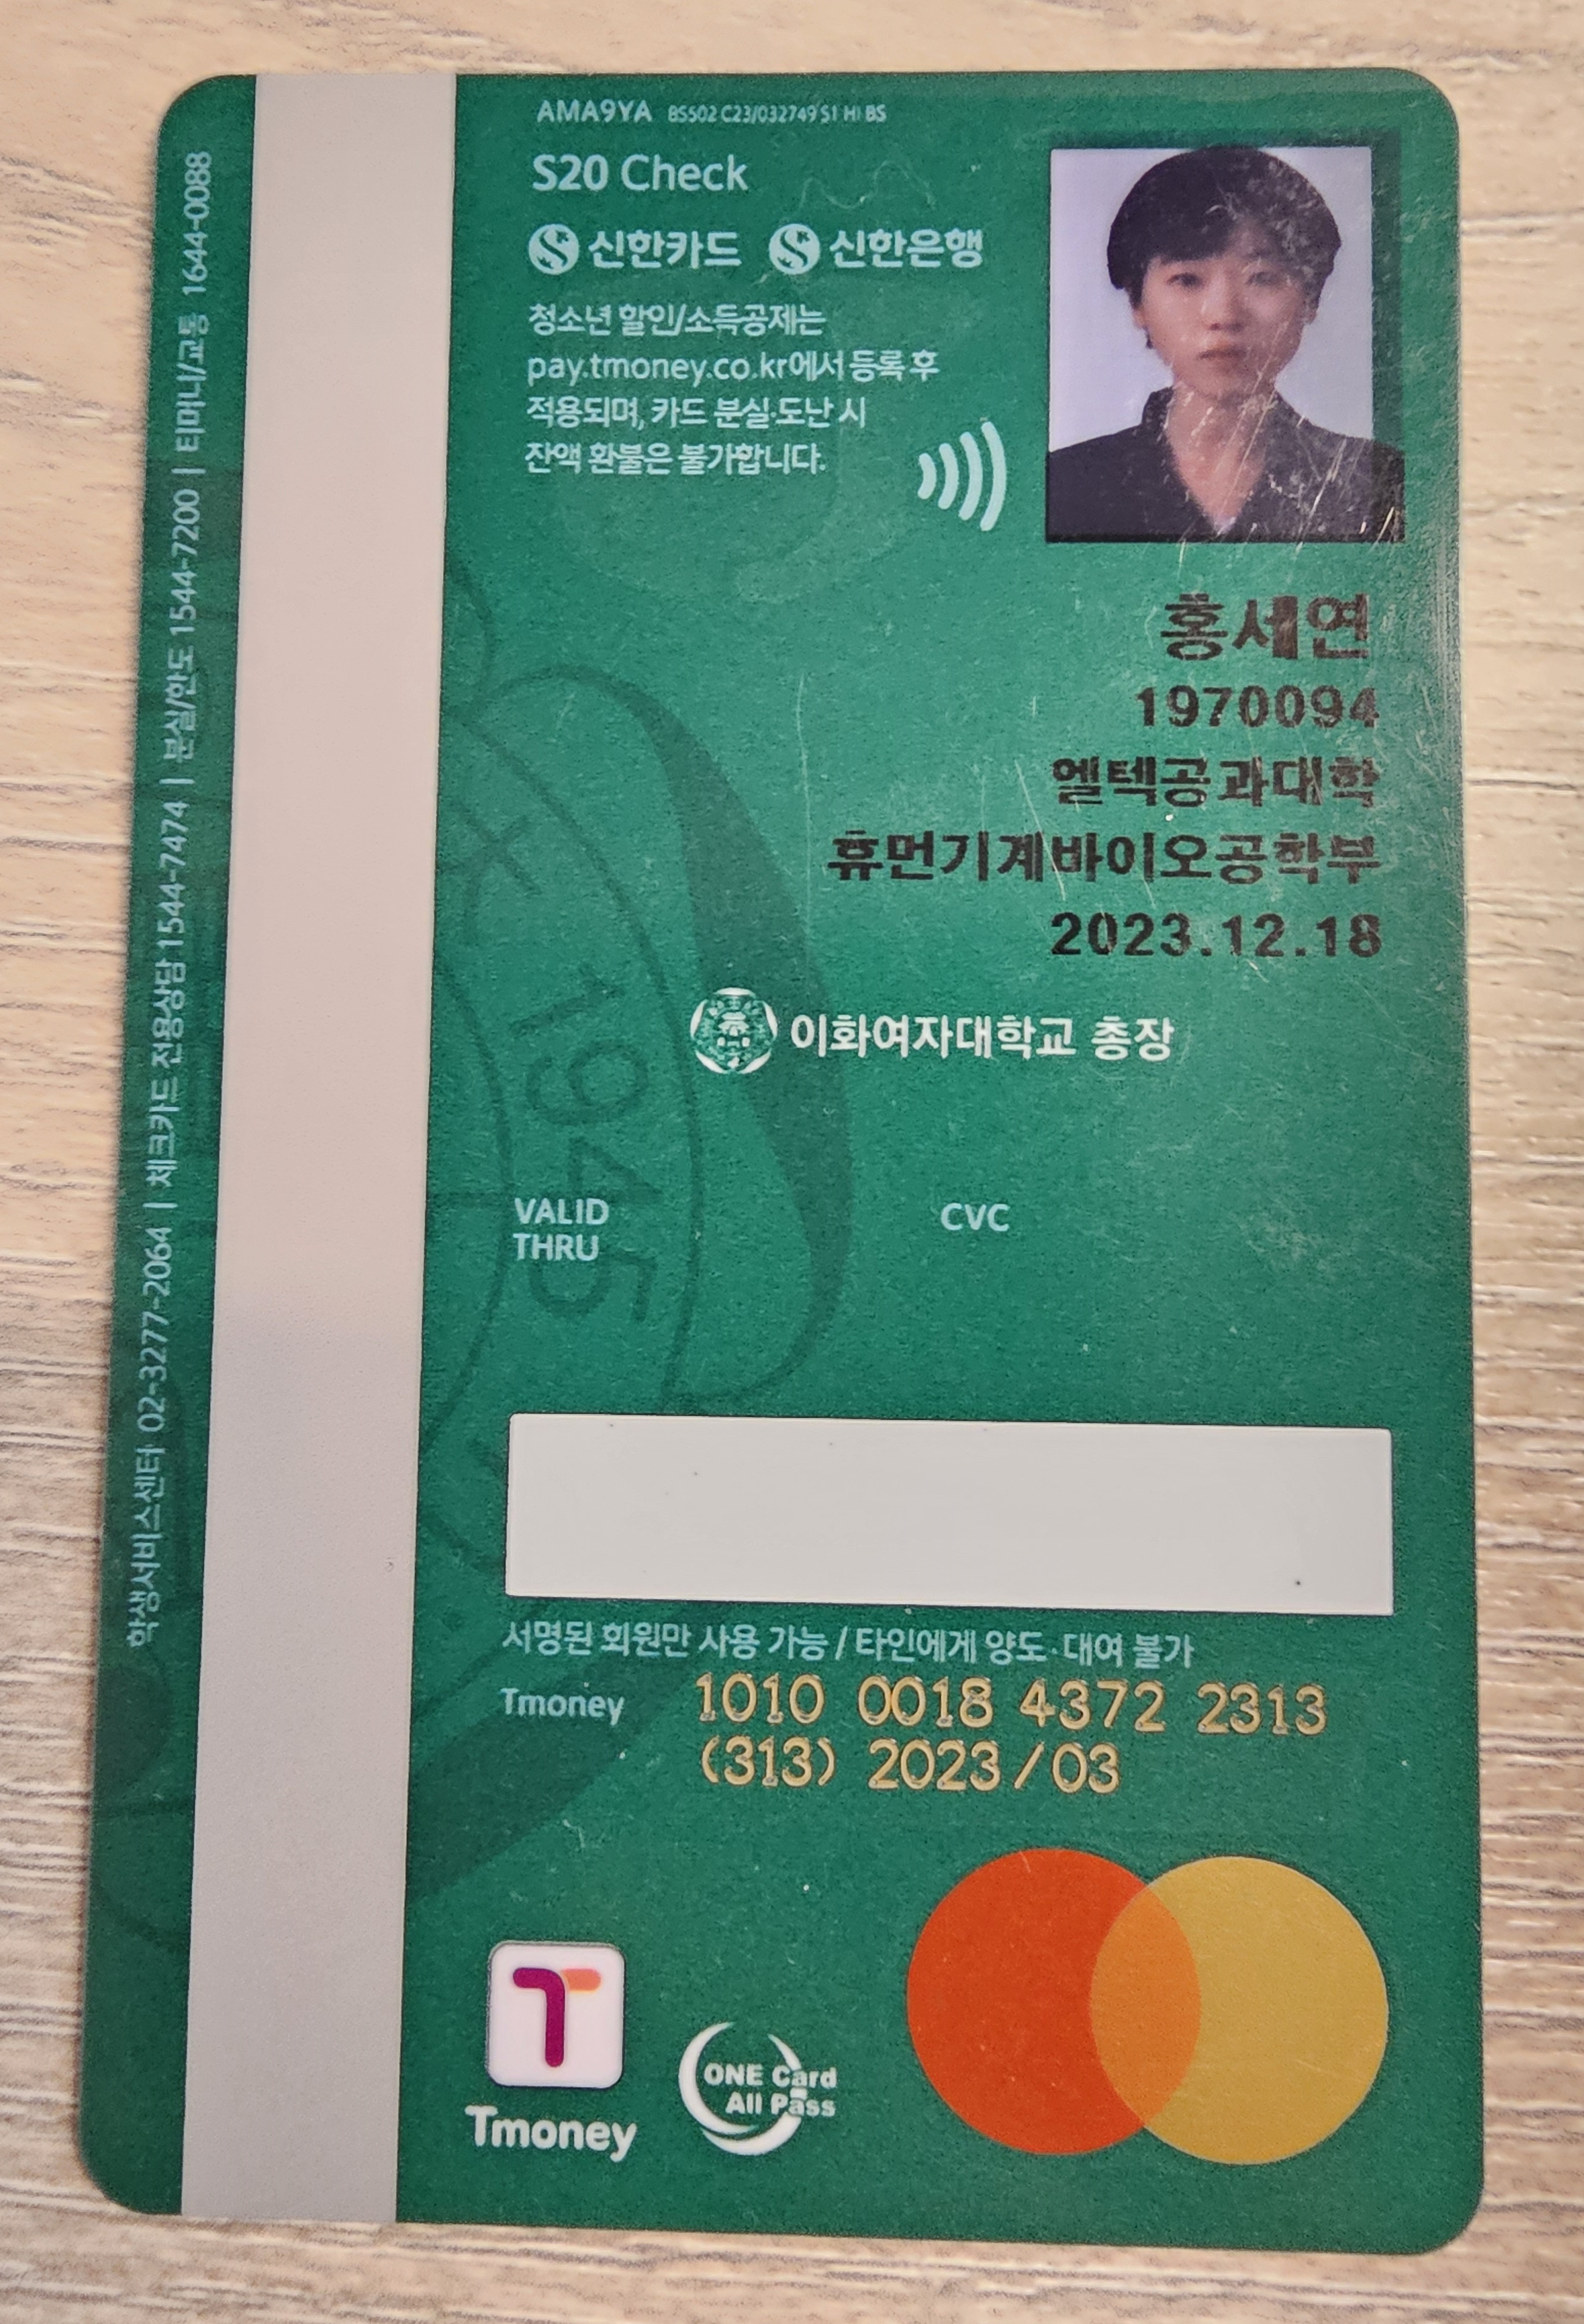 AMA9YA BS502 C23/032749 S1 HI BS
S20 Check
신한카드 신한은행
청소년 할인/소득공제는
pay.tmoney.co.kr에서 등록 후
적용되며, 카드 분실·도난 시
잔액 환불은 불가합니다.
홍세연
1970094
엘텍공과대학
휴먼기계바이오공학부
2023.12.18
이화여자대학교 총장
1945
VALID
THRU
CVC
서명된 회원만 사용 가능 / 타인에게 양도·대여 불가
Tmoney 1010 0018 4372 2313
(313) 2023/03
Tmoney
ONE Card
All Pass
학생서비스센터 02-3277-2064 | 체크카드 전용상담 1544-7474 | 분실/한도 1544-7200 | 티머니/교통 1644-0088